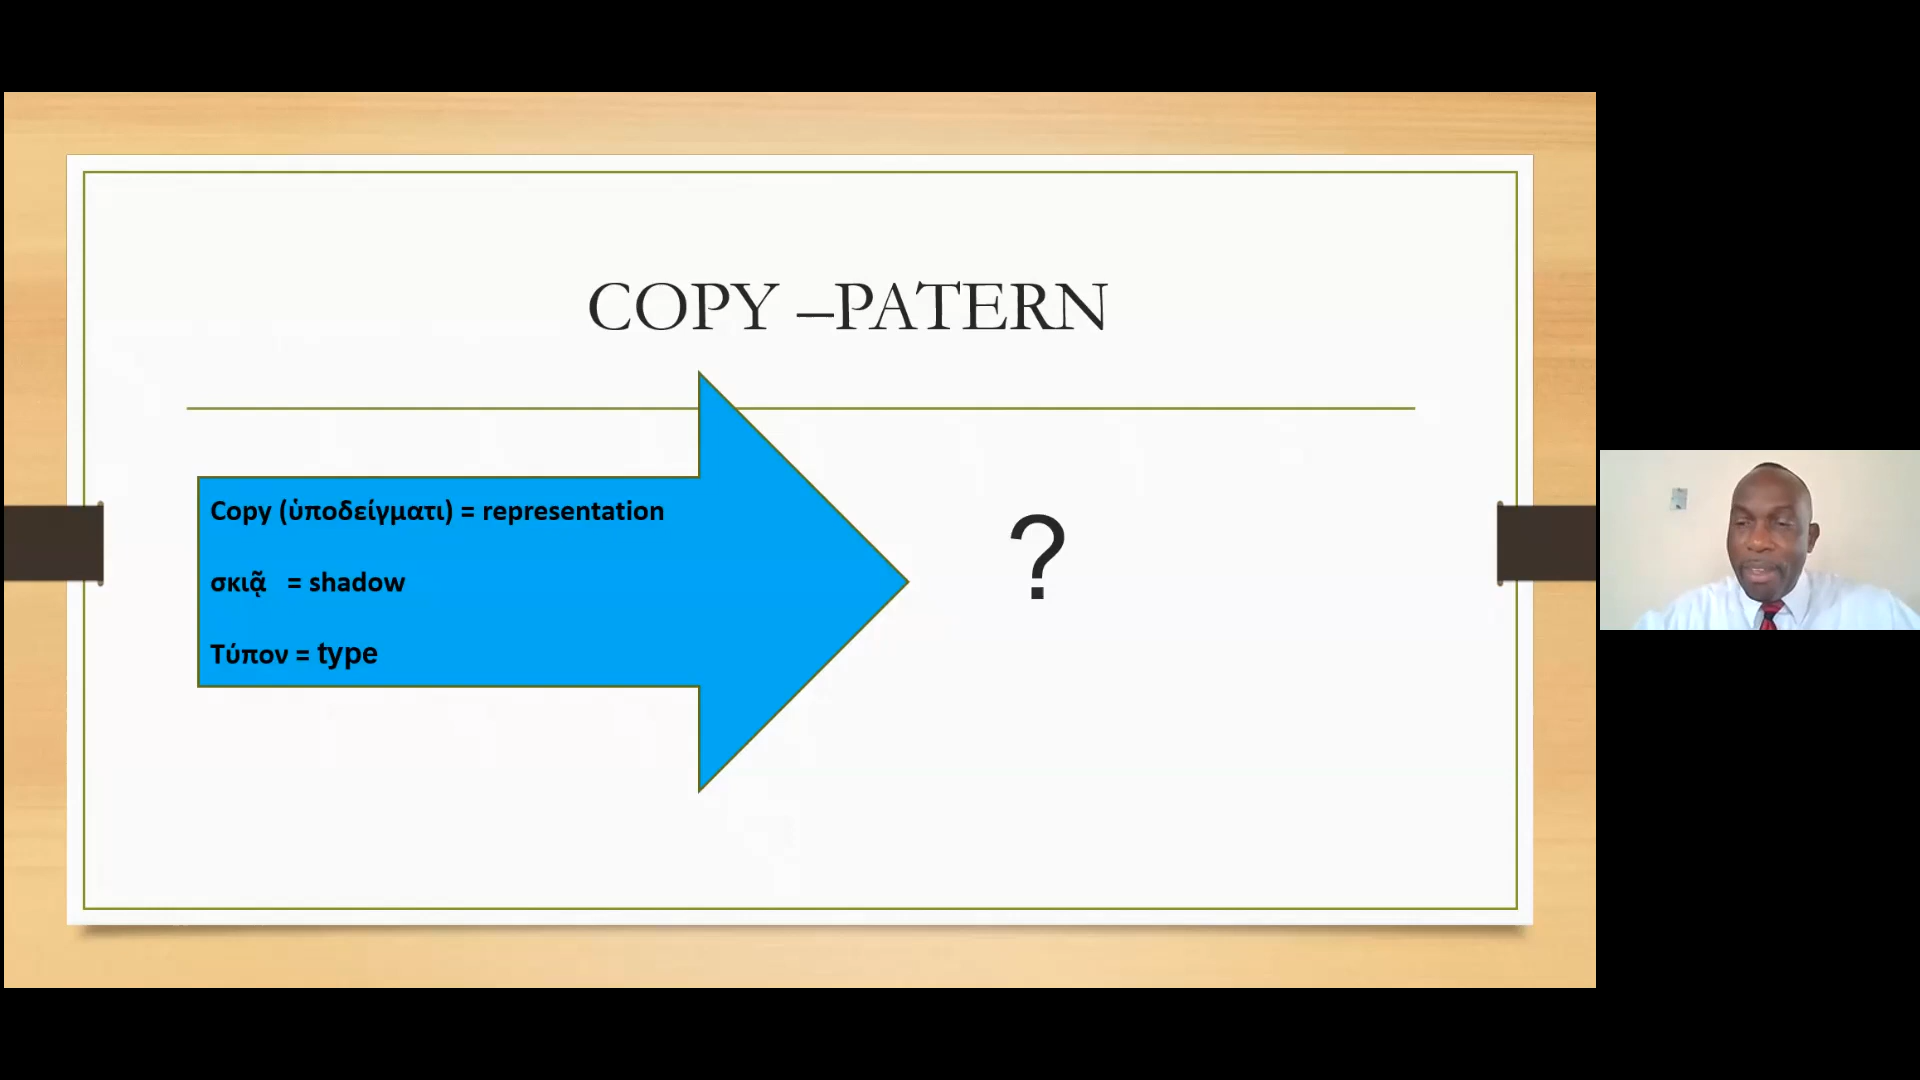 COPY –PATERN
Copy (ὑποδείγματι) = representation
σκιᾷ = shadow
Τύπον = type
?